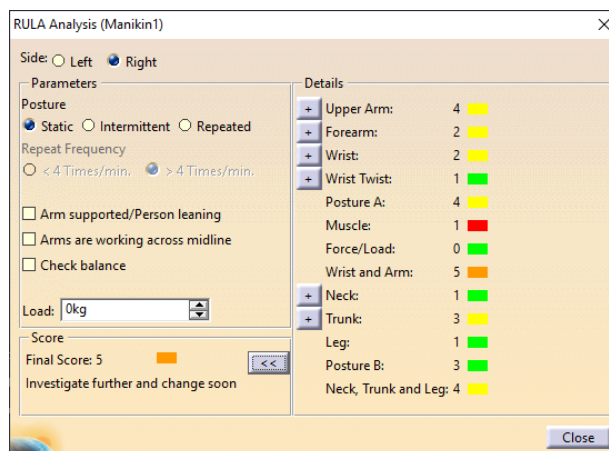 RULA Analysis (Manikin1)
Side: Left Right
Parameters
Posture
Static Intermittent Repeated
Repeat Frequency
< 4 Times/min. > 4 Times/min.
Arm supported/Person leaning
Arms are working across midline
Check balance
Load: 0kg
Score
Final Score: 5
<<
Investigate further and change soon
Details
+ Upper Arm: 4
+ Forearm: 2
+ Wrist: 2
+ Wrist Twist: 1
Posture A: 4
Muscle: 1
Force/Load: 0
Wrist and Arm: 5
+ Neck: 1
+ Trunk: 3
Leg: 1
Posture B: 3
Neck, Trunk and Leg: 4
Close